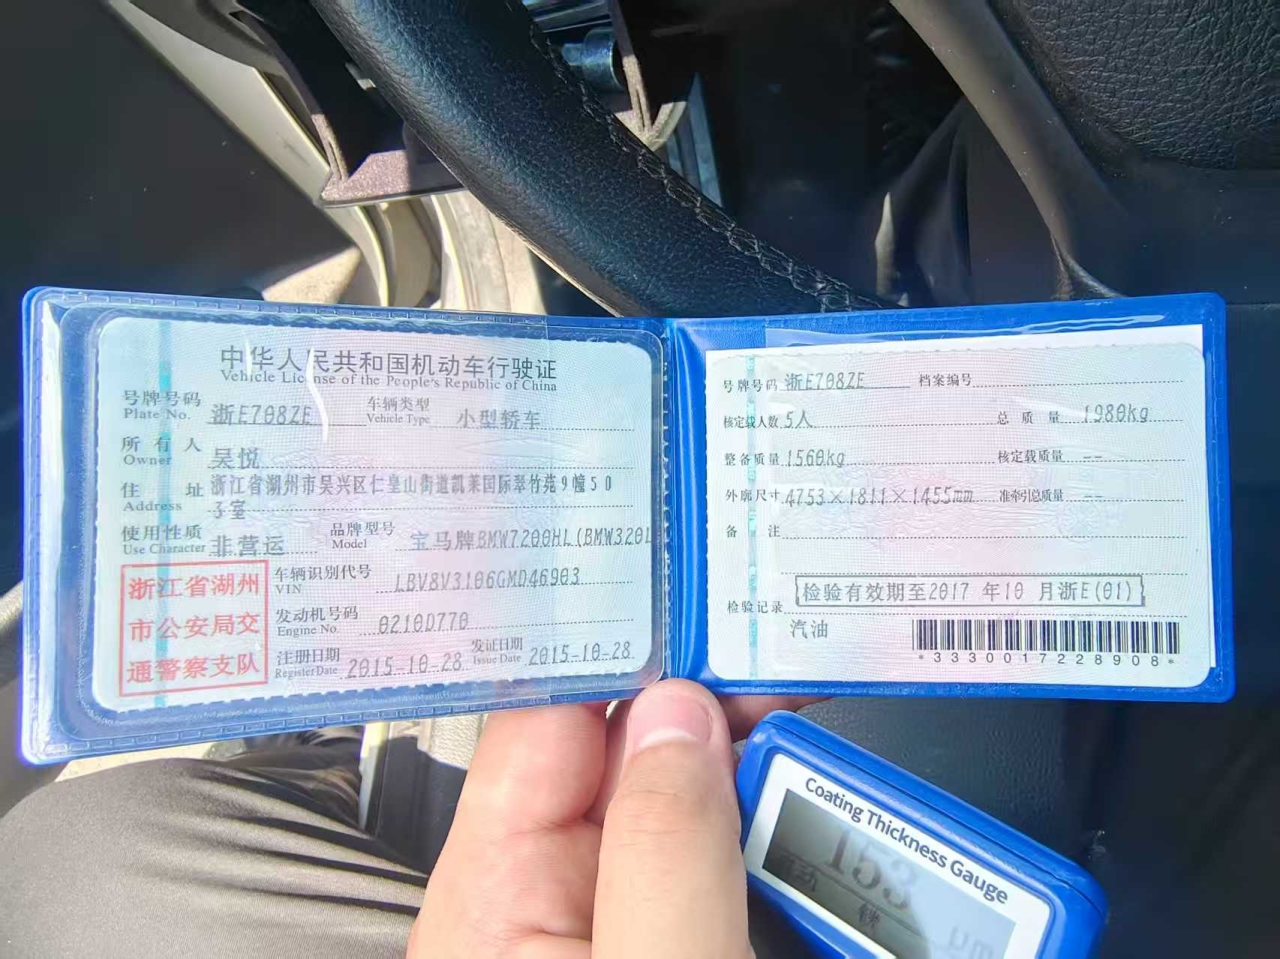 中华人民共和国机动车行驶证
Vehicle License of the People's Republic of China
号牌号码 浙E708ZE 车辆类型 小型轿车
Plate No. Vehicle Type
所有人 吴悦
Owner
住址 浙江省湖州市吴兴区仁皇山街道凯莱国际翠竹苑9幢50
Address 3室
使用性质 非营运 品牌型号 宝马牌BMW7200HL(BMW320L
Use Character Model
浙江省湖州
市公安局交
通警察支队
车辆识别代号 LBV8V3106GMD46903
VIN
发动机号码 0210D770
Engine No.
注册日期 2015-10-28 发证日期 2015-10-28
Register Date Issue Date
号牌号码 浙E708ZE 档案编号
核定载人数 5人 总质量 1980kg
整备质量 1560kg 核定载质量 --
外廓尺寸 4753×1811×1455mm 准牵引总质量 --
备注
检验有效期至2017 年10 月浙E(01)
检验记录
汽油
*3330017228908*
Coating Thickness Gauge
153
μm